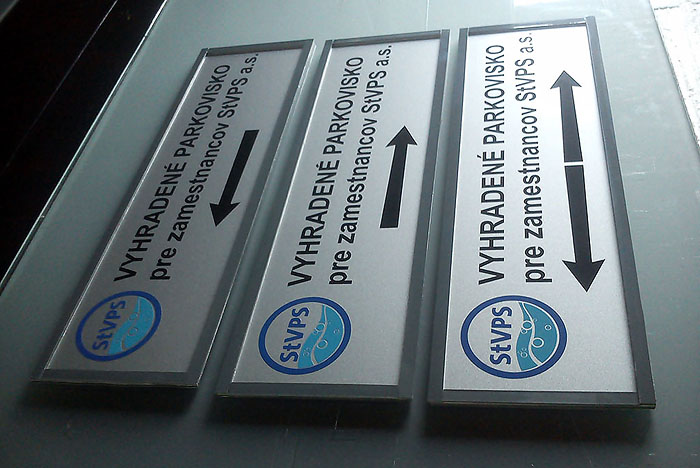 StVPS
VYHRADENÉ PARKOVISKO
pre zamestnancov StVPS a.s.
StVPS
VYHRADENÉ PARKOVISKO
pre zamestnancov StVPS a.s.
StVPS
VYHRADENÉ PARKOVISKO
pre zamestnancov StVPS a.s.